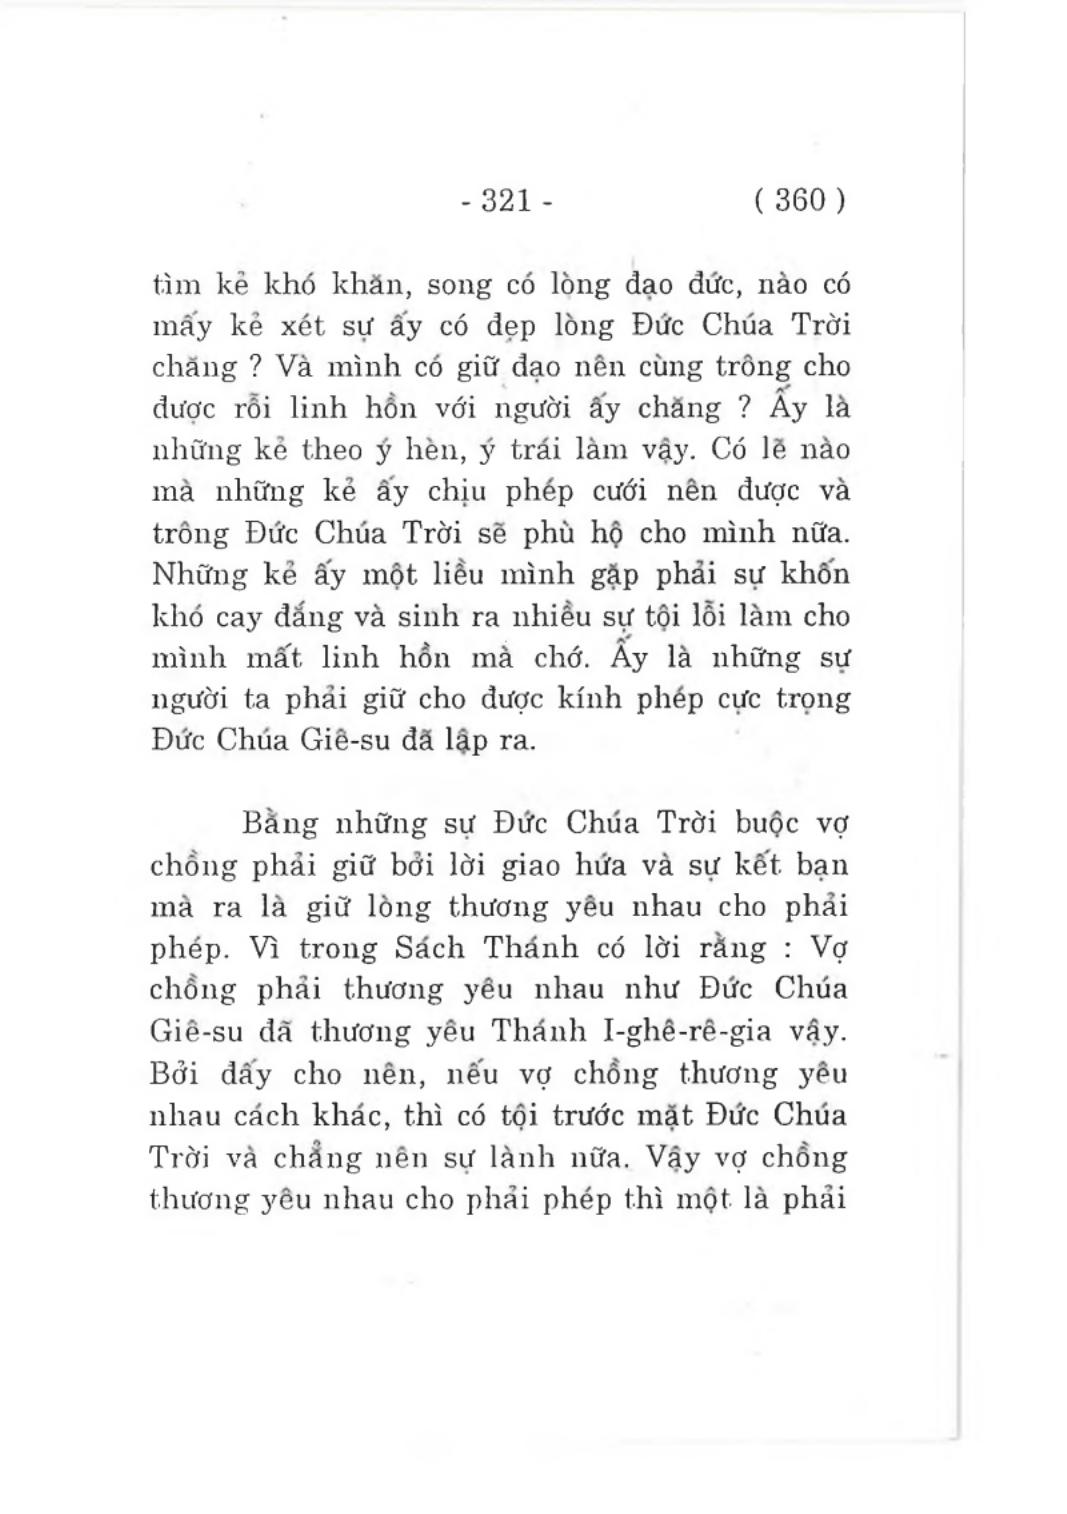 - 321 - ( 360 )
tìm kẻ khó khăn, song có lòng đạo đức, nào có
mấy kẻ xét sự ấy có đẹp lòng Đức Chúa Trời
chăng ? Và mình có giữ đạo nên cùng trông cho
được rỗi linh hồn với người ấy chăng ? Ấy là
những kẻ theo ý hèn, ý trái làm vậy. Có lẽ nào
mà những kẻ ấy chịu phép cưới nên được và
trông Đức Chúa Trời sẽ phù hộ cho mình nữa.
Những kẻ ấy một liều mình gặp phải sự khốn
khó cay đắng và sinh ra nhiều sự tội lỗi làm cho
mình mất linh hồn mà chớ. Ấy là những sự
người ta phải giữ cho được kính phép cực trọng
Đức Chúa Giê-su đã lập ra.
Bằng những sự Đức Chúa Trời buộc vợ
chồng phải giữ bởi lời giao hứa và sự kết bạn
mà ra là giữ lòng thương yêu nhau cho phải
phép. Vì trong Sách Thánh có lời rằng : Vợ
chồng phải thương yêu nhau như Đức Chúa
Giê-su đã thương yêu Thánh I-ghê-rê-gia vậy.
Bởi đấy cho nên, nếu vợ chồng thương yêu
nhau cách khác, thì có tội trước mặt Đức Chúa
Trời và chẳng nên sự lành nữa. Vậy vợ chồng
thương yêu nhau cho phải phép thì một là phải